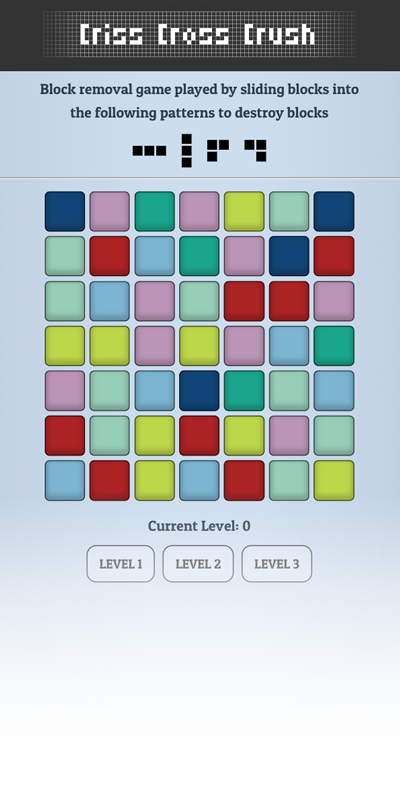 Criss Cross Crush
Block removal game played by sliding blocks into
the following patterns to destroy blocks
Current Level: 0
LEVEL 1
LEVEL 2
LEVEL 3